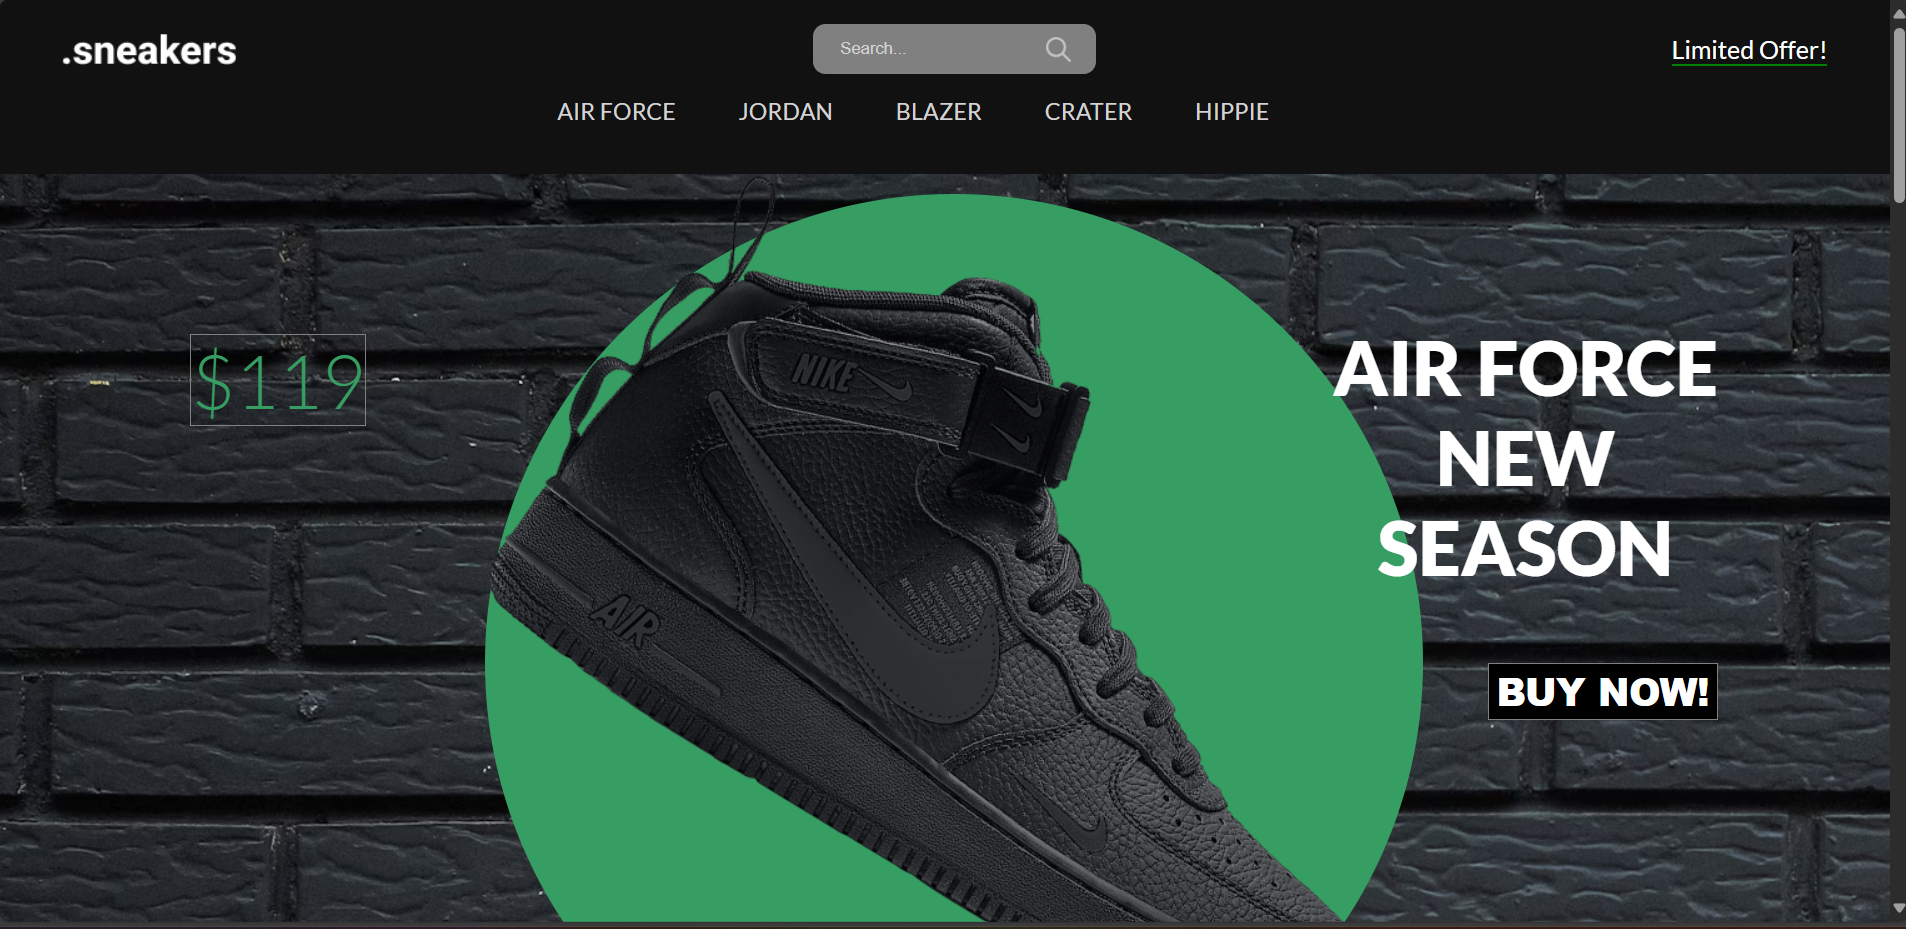 .sneakers
Search...
Limited Offer!
AIR FORCE
JORDAN
BLAZER
CRATER
HIPPIE
$119
AIR FORCE
NEW
SEASON
BUY NOW!
NIKE
AIR